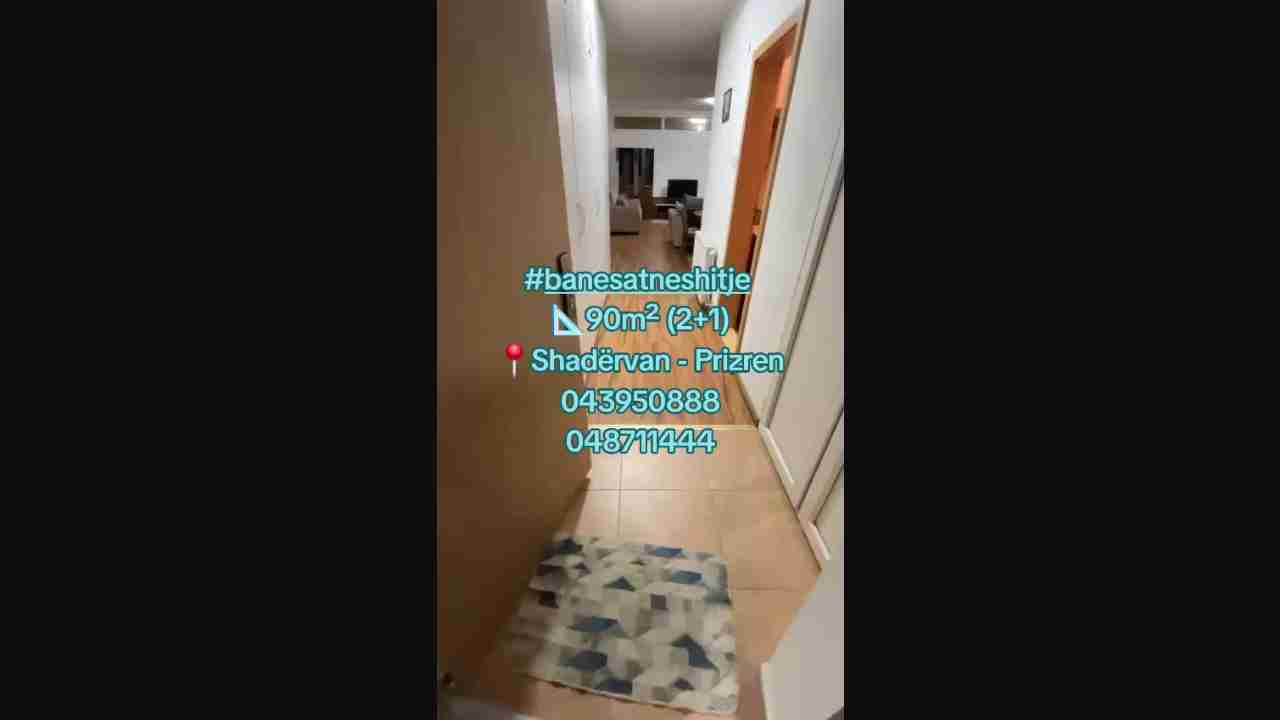 #banesatneshitje
📐90m² (2+1)
📍Shadërvan - Prizren
043950888
048711444